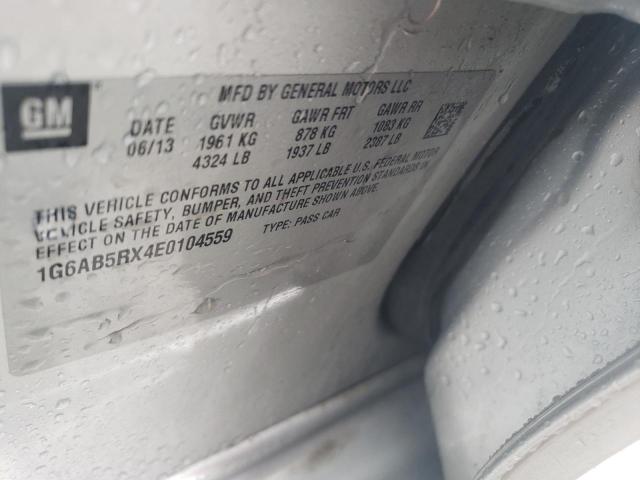 GM
MFD BY GENERAL MOTORS LLC
DATE GVWR GAWR FRT GAWR RR
06/13 1961 KG 878 KG 1083 KG
4324 LB 1937 LB 2387 LB
THIS VEHICLE CONFORMS TO ALL APPLICABLE U.S. FEDERAL MOTOR
VEHICLE SAFETY, BUMPER, AND THEFT PREVENTION STANDARDS IN
EFFECT ON THE DATE OF MANUFACTURE SHOWN ABOVE.
1G6AB5RX4E0104559 TYPE: PASS CAR